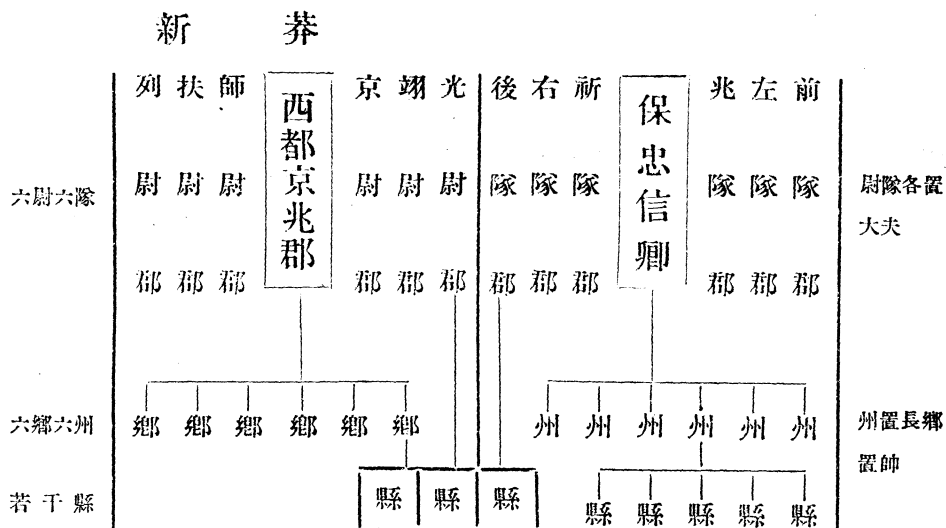 新莽
六尉六隊
列尉郡
扶尉郡
師尉郡
西都京兆郡
京尉郡
翊尉郡
光尉郡
後隊郡
右隊郡
祈隊郡
保忠信卿
兆隊郡
左隊郡
前隊郡
尉隊各置
大夫
六鄉六州
鄉 鄉 鄉 鄉 鄉 鄉
州 州 州 州 州 州
州置長鄉
置帥
若干縣
縣 縣 縣
縣 縣 縣 縣 縣